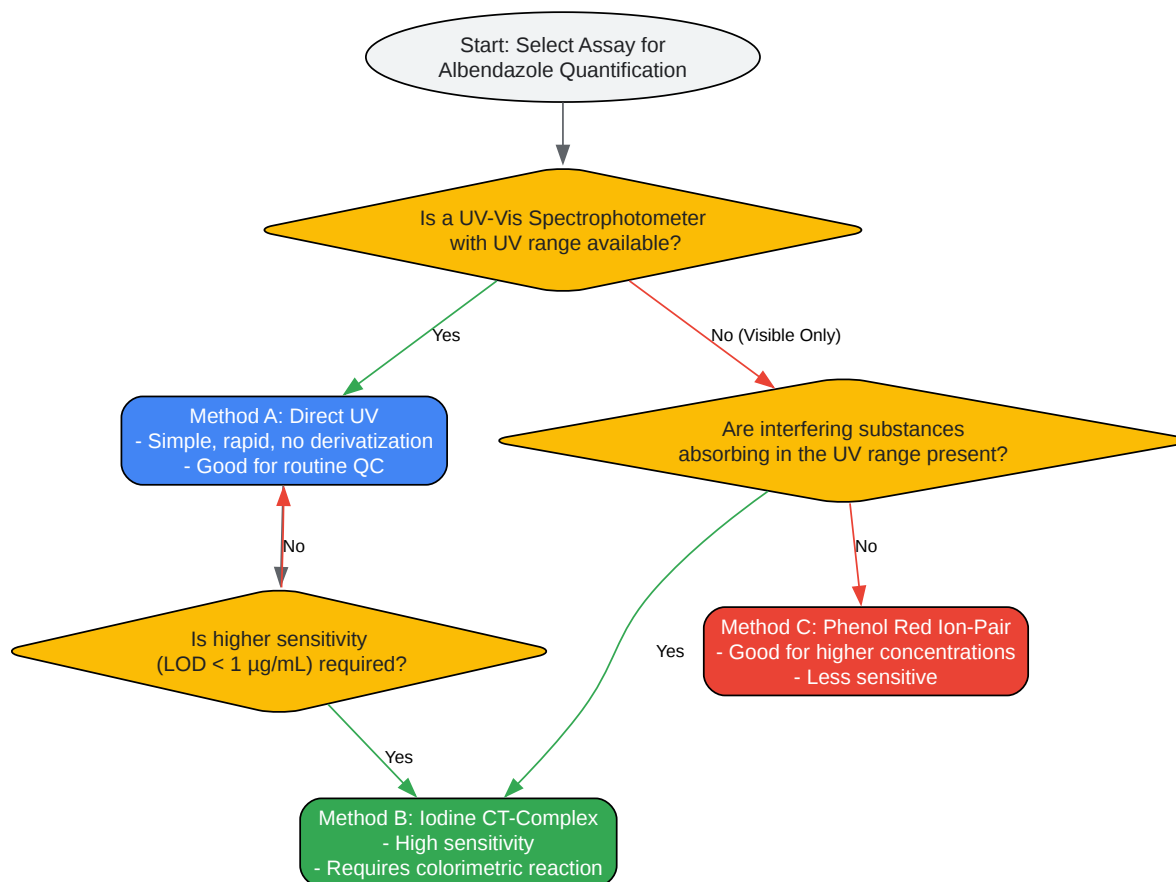 Start: Select Assay for
Albendazole Quantification
Is a UV-Vis Spectrophotometer
with UV range available?
Yes
No (Visible Only)
Method A: Direct UV
- Simple, rapid, no derivatization
- Good for routine QC
Are interfering substances
absorbing in the UV range present?
No
No
Is higher sensitivity
(LOD < 1 µg/mL) required?
Method C: Phenol Red Ion-Pair
- Good for higher concentrations
- Less sensitive
Yes
Yes
Method B: Iodine CT-Complex
- High sensitivity
- Requires colorimetric reaction